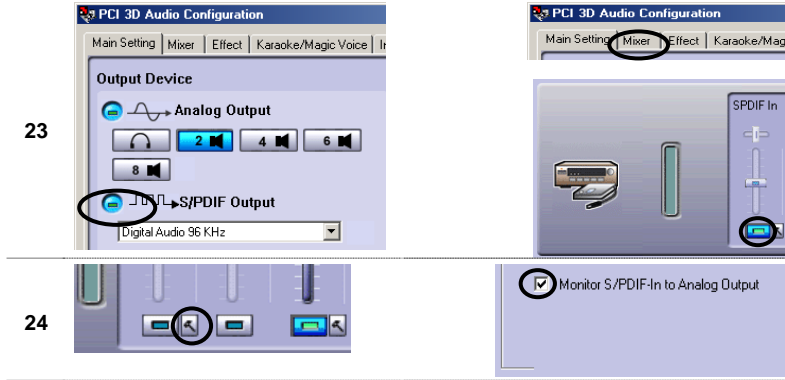 PCI 3D Audio Configuration
Main Setting Mixer Effect Karaoke/Magic Voice
Output Device
Analog Output
2 4 6
8
S/PDIF Output
Digital Audio 96 KHz
23
PCI 3D Audio Configuration
Main Setting Mixer Effect
SPDIF In
24
Monitor S/PDIF-In to Analog Output